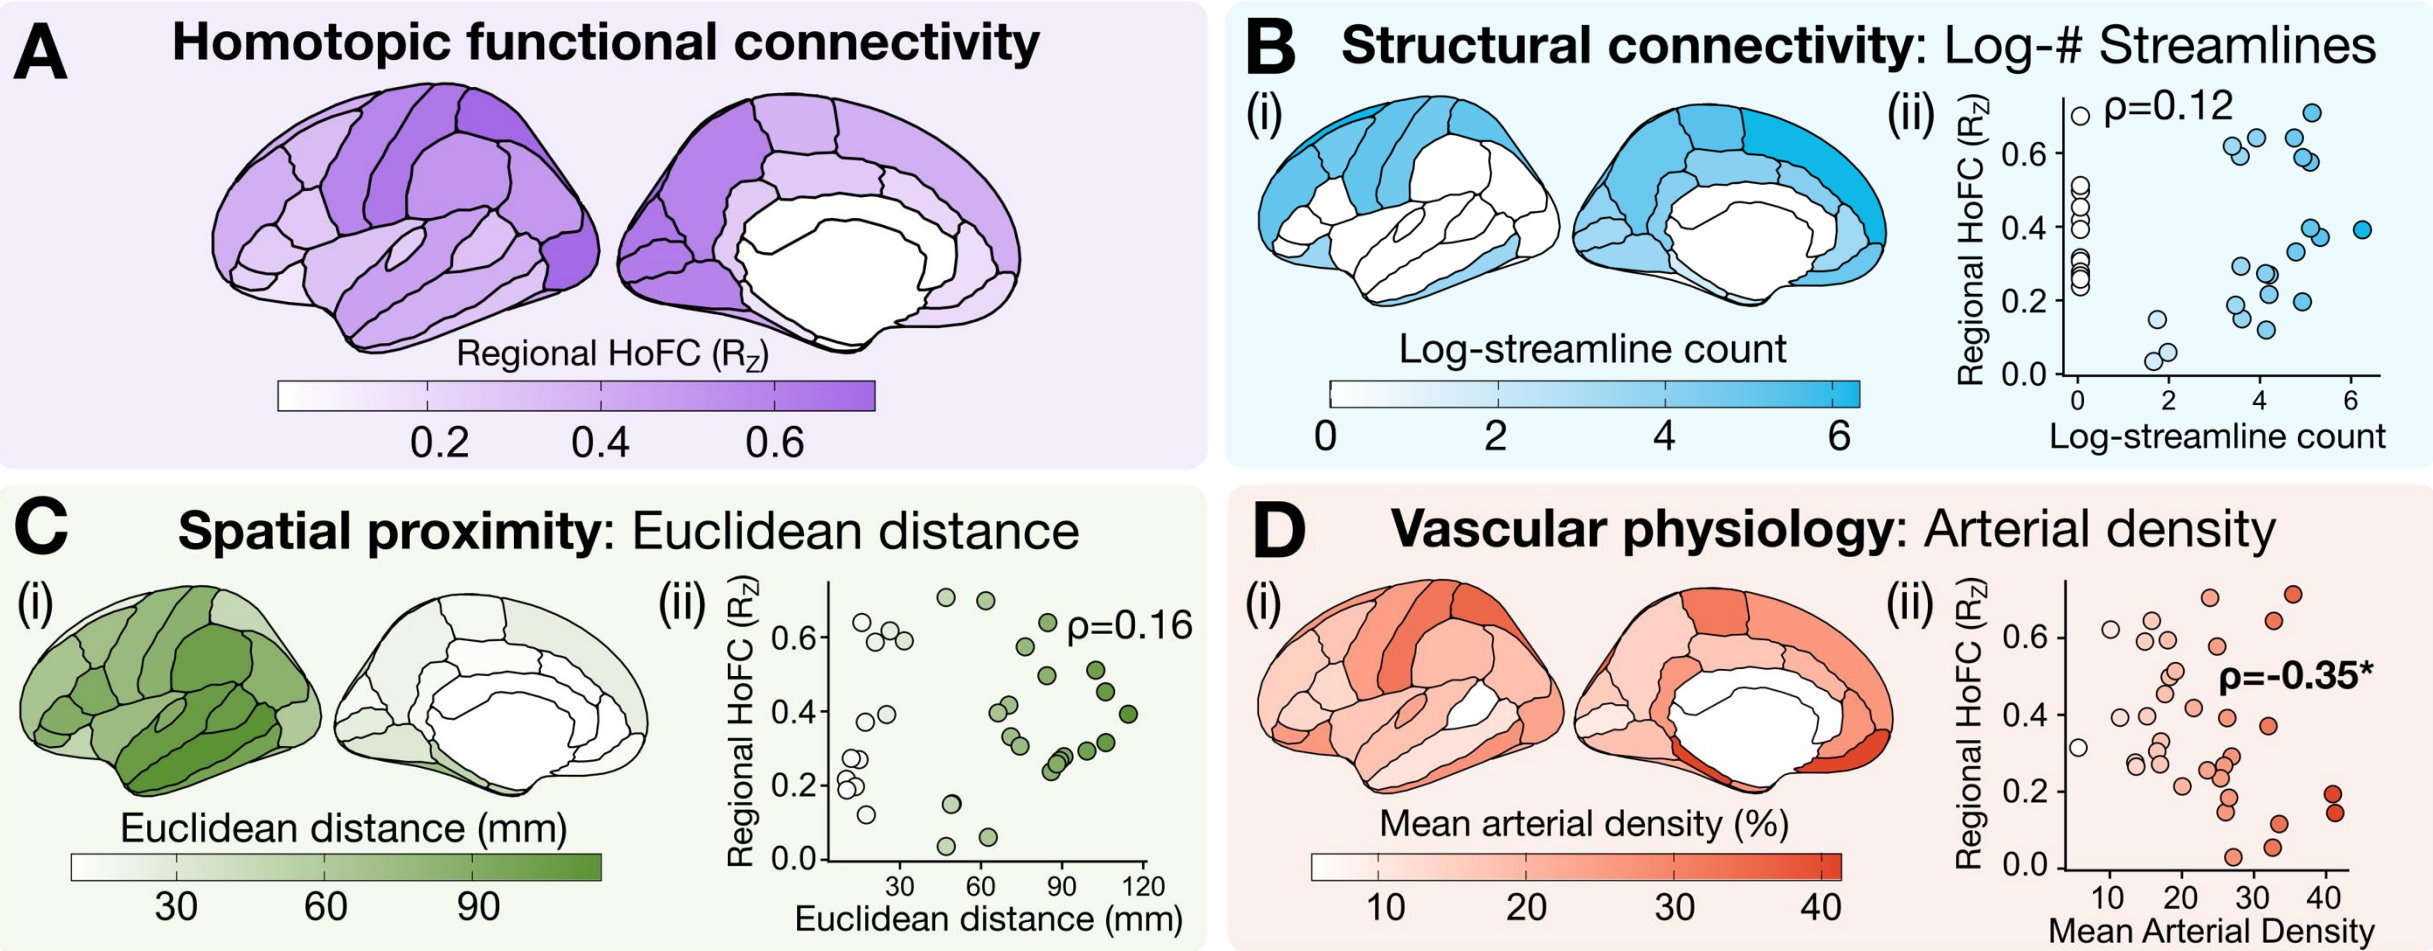 A
Homotopic functional connectivity
Regional HoFC (RZ)
0.2 0.4 0.6
B
Structural connectivity: Log-# Streamlines
(i)
Log-streamline count
0 2 4 6
(ii)
ρ=0.12
Regional HoFC (RZ)
0.6
0.4
0.2
0.0
0 2 4 6
Log-streamline count
C
Spatial proximity: Euclidean distance
(i)
Euclidean distance (mm)
30 60 90
(ii)
ρ=0.16
Regional HoFC (RZ)
0.6
0.4
0.2
0.0
30 60 90 120
Euclidean distance (mm)
D
Vascular physiology: Arterial density
(i)
Mean arterial density (%)
10 20 30 40
(ii)
ρ=-0.35*
Regional HoFC (RZ)
0.6
0.4
0.2
0.0
10 20 30 40
Mean Arterial Density